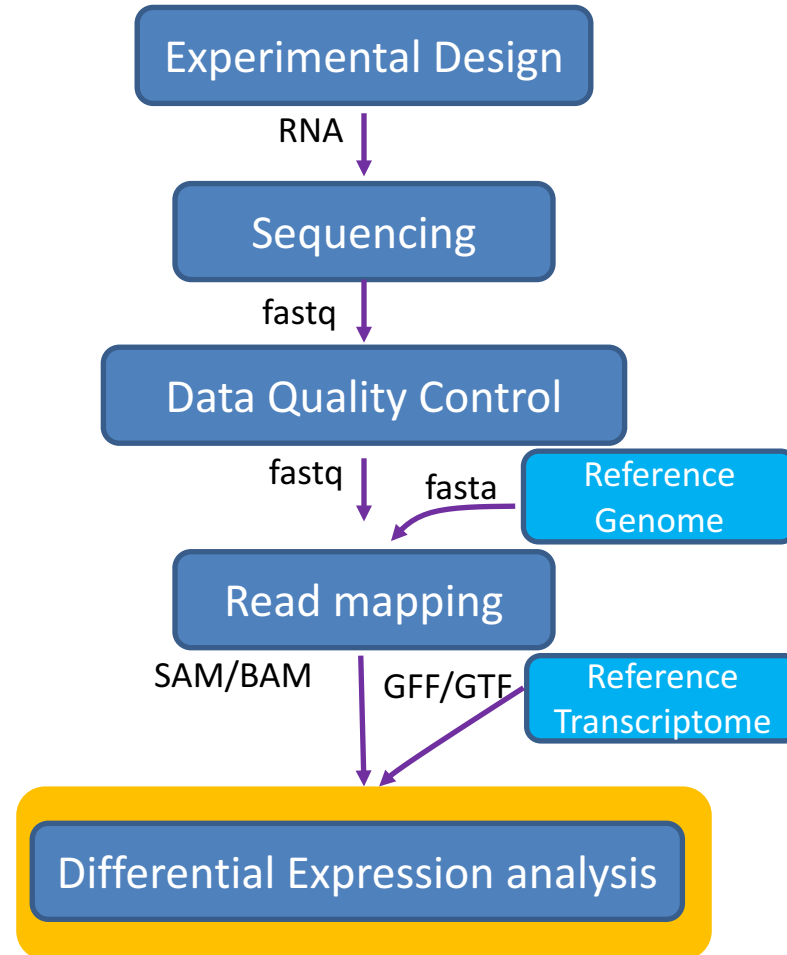 Experimental Design
RNA
Sequencing
fastq
Data Quality Control
fastq
fasta
Reference
Genome
Read mapping
SAM/BAM
GFF/GTF
Reference
Transcriptome
Differential Expression analysis